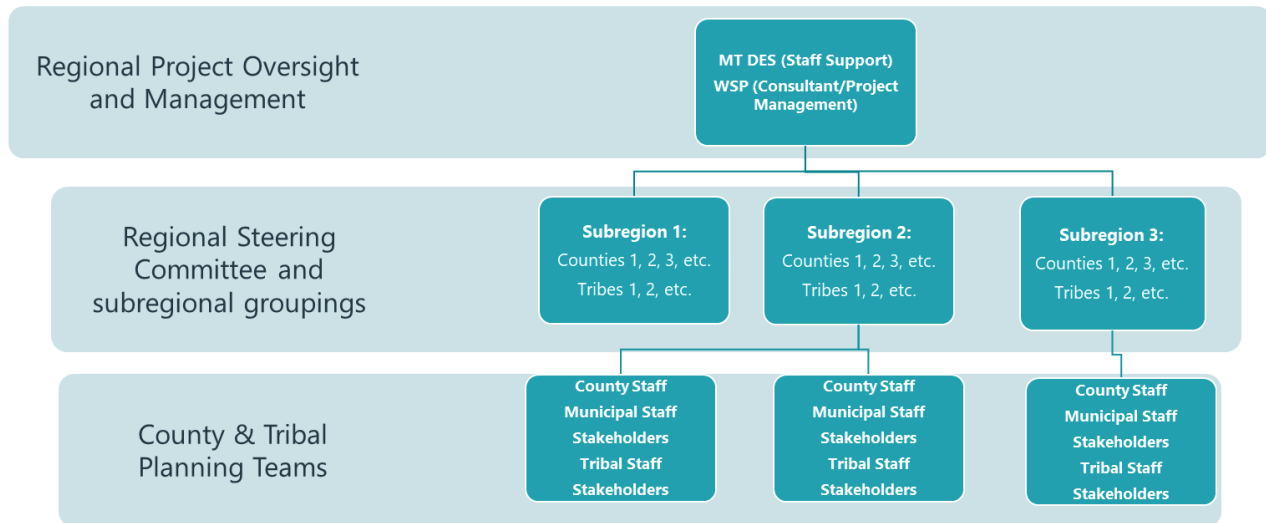 Regional Project Oversight
and Management
MT DES (Staff Support)
WSP (Consultant/Project
Management)
Regional Steering
Committee and
subregional groupings
Subregion 1:
Counties 1, 2, 3, etc.
Tribes 1, 2, etc.
Subregion 2:
Counties 1, 2, 3, etc.
Tribes 1, 2, etc.
Subregion 3:
Counties 1, 2, 3, etc.
Tribes 1, 2, etc.
County & Tribal
Planning Teams
County Staff
Municipal Staff
Stakeholders
Tribal Staff
Stakeholders
County Staff
Municipal Staff
Stakeholders
Tribal Staff
Stakeholders
County Staff
Municipal Staff
Stakeholders
Tribal Staff
Stakeholders